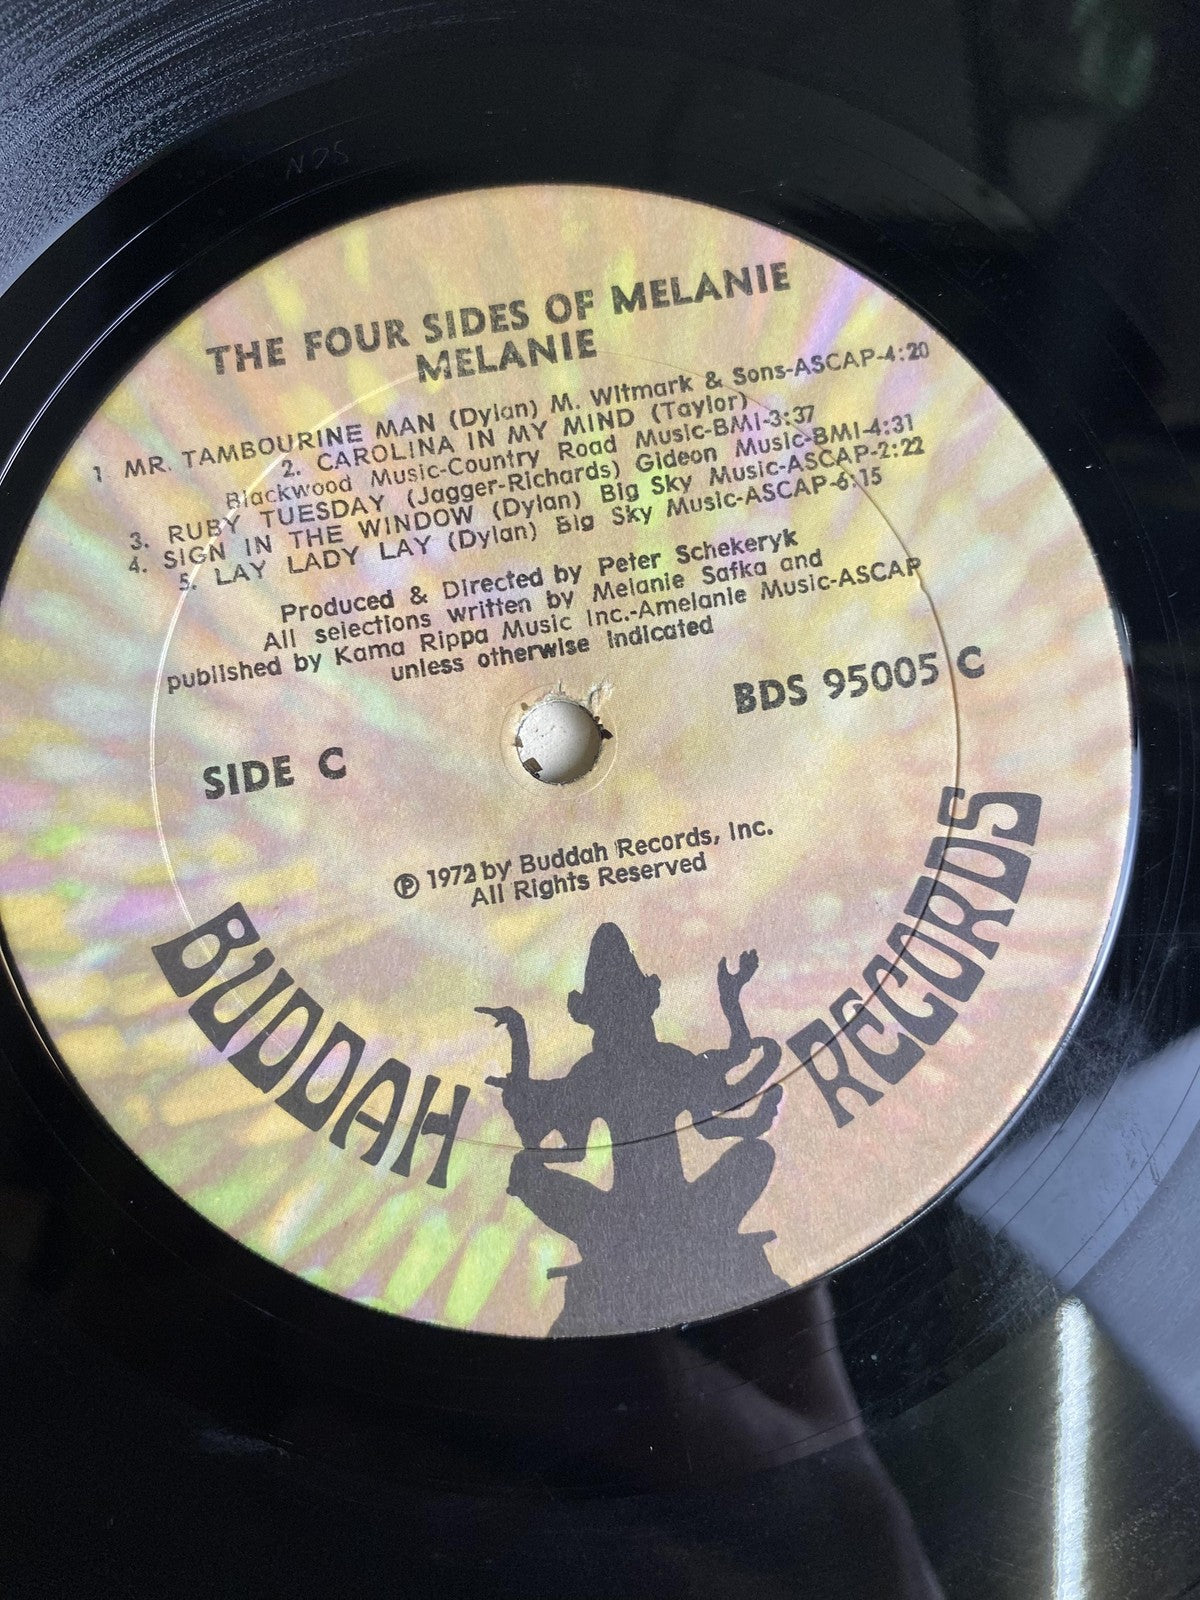 NDS
THE FOUR SIDES OF MELANIE
MELANIE
1 MR. TAMBOURINE MAN (Dylan) M. Witmark & Sons-ASCAP-4:20
2. CAROLINA IN MY MIND (Taylor)
Blackwood Music-Country Road Music-BMI-3:37
3. RUBY TUESDAY (Jagger-Richards) Gideon Music-BMI-4:31
4. SIGN IN THE WINDOW (Dylan) Big Sky Music-ASCAP-2:22
5. LAY LADY LAY (Dylan) Big Sky Music-ASCAP-6:15
Produced & Directed by Peter Schekeryk
All selections written by Melanie Safka and
published by Kama Rippa Music Inc.-Amelanie Music-ASCAP
unless otherwise indicated
BDS 95005 C
SIDE C
Ⓟ 1972 by Buddah Records, Inc.
All Rights Reserved
BUDDAH RECORDS